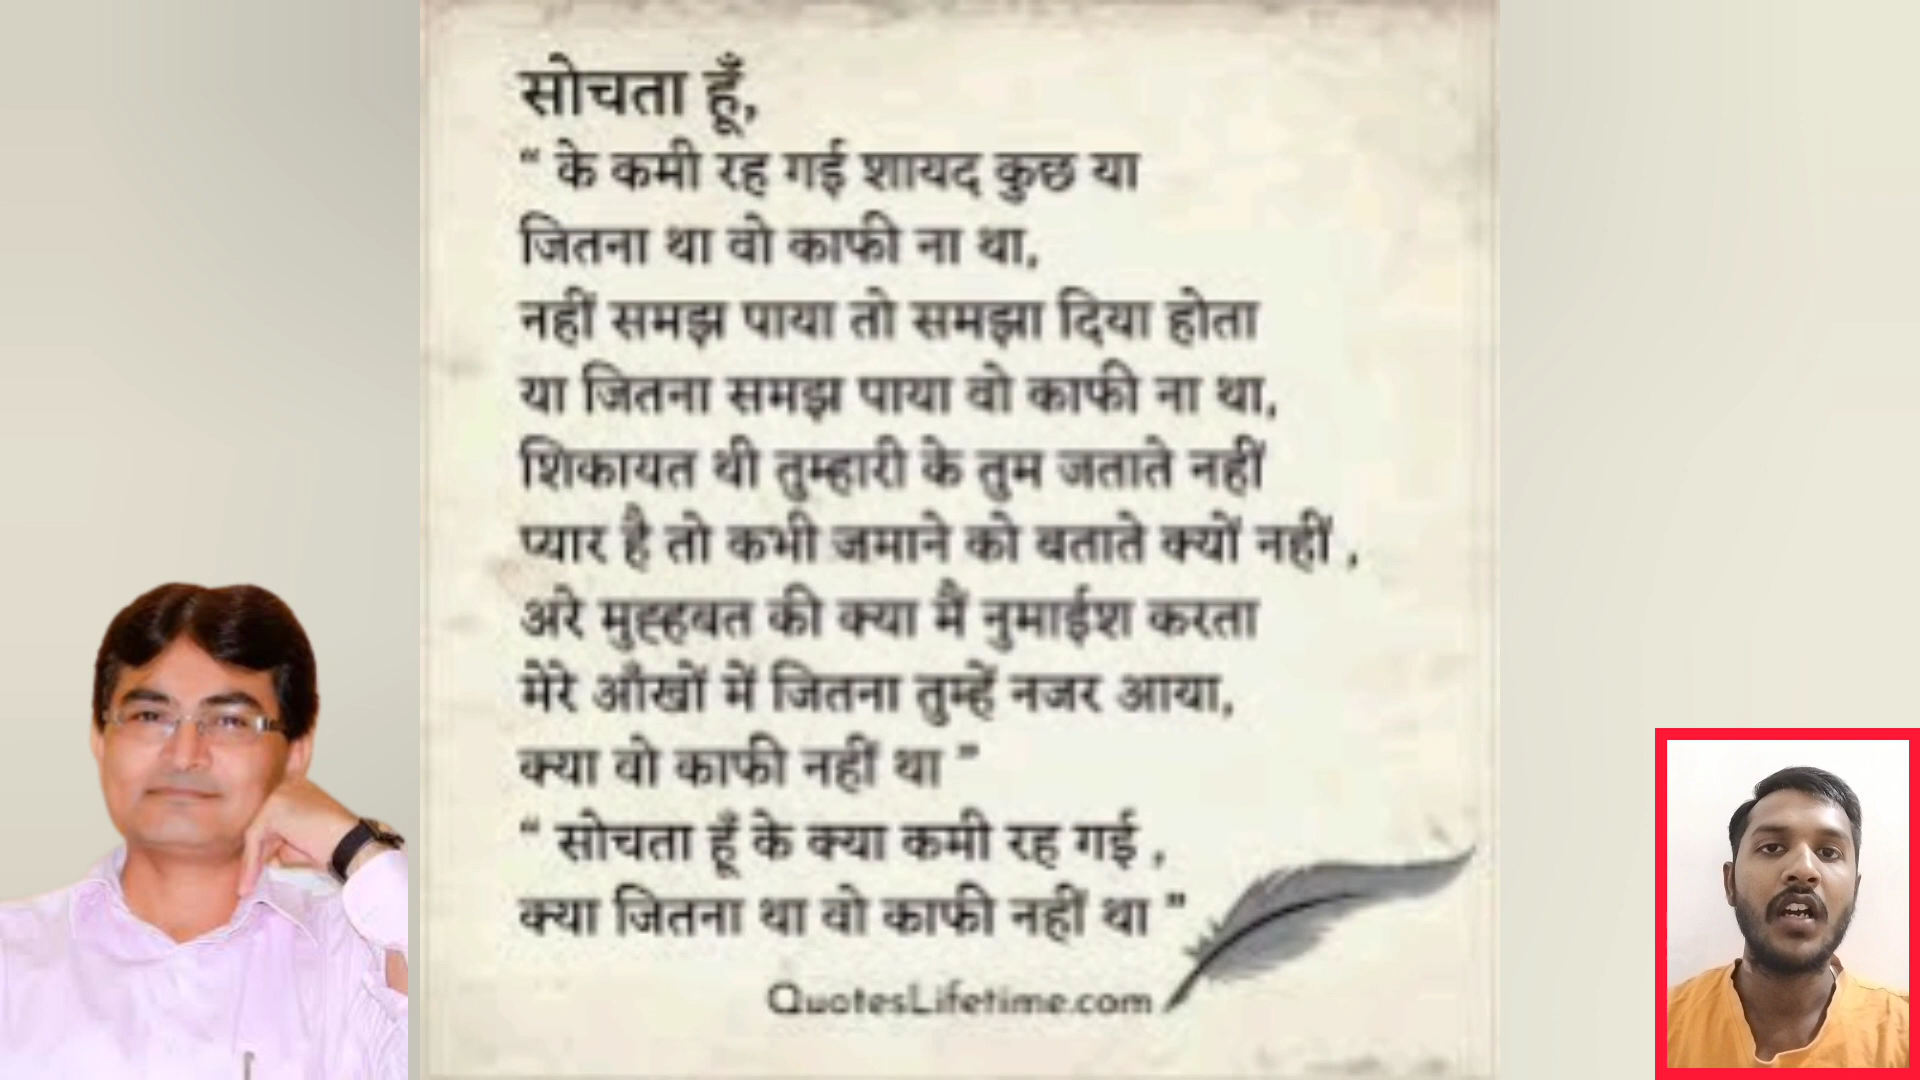 सोचता हूँ,
“ के कमी रह गई शायद कुछ या
जितना था वो काफी ना था,
नहीं समझ पाया तो समझा दिया होता
या जितना समझ पाया वो काफी ना था,
शिकायत थी तुम्हारी के तुम जताते नहीं
प्यार है तो कभी जमाने को बताते क्यों नहीं ,
अरे मुह्हबत की क्या मैं नुमाईश करता
मेरे आँखों में जितना तुम्हें नजर आया,
क्या वो काफी नहीं था ”
“ सोचता हूँ के क्या कमी रह गई ,
क्या जितना था वो काफी नहीं था ”
QuotesLifetime.com